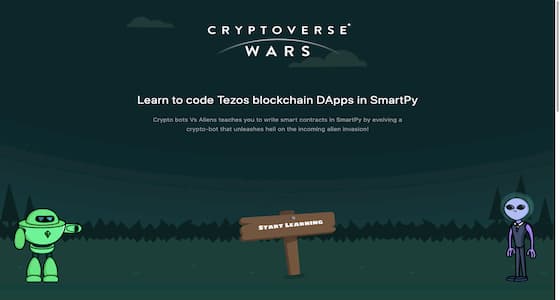 CRYPTOVERSE
WARS
Learn to code Tezos blockchain DApps in SmartPy
Crypto bots Vs Aliens teaches you to write smart contracts in SmartPy by evolving a
crypto-bot that unleashes hell on the incoming alien invasion!
START LEARNING